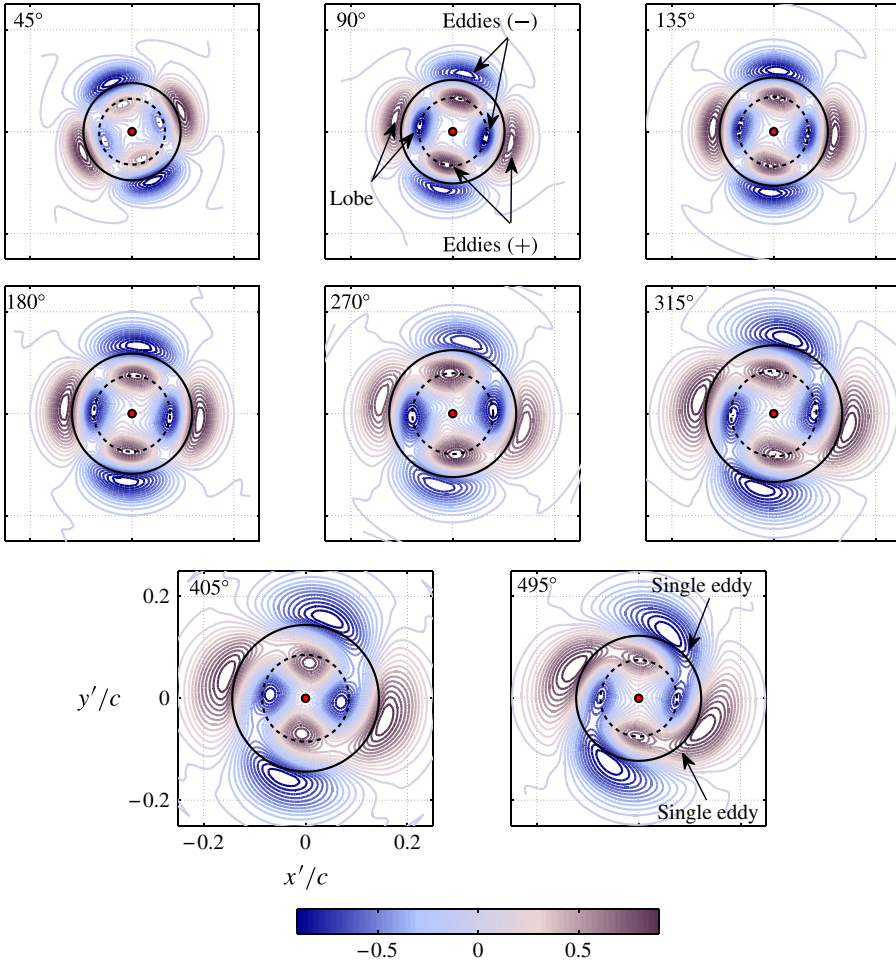 45°
90°
Eddies (−)
Lobe
Eddies (+)
135°
180°
270°
315°
405°
0.2
y′/c
0
−0.2
−0.2
0
0.2
x′/c
495°
Single eddy
Single eddy
−0.5
0
0.5